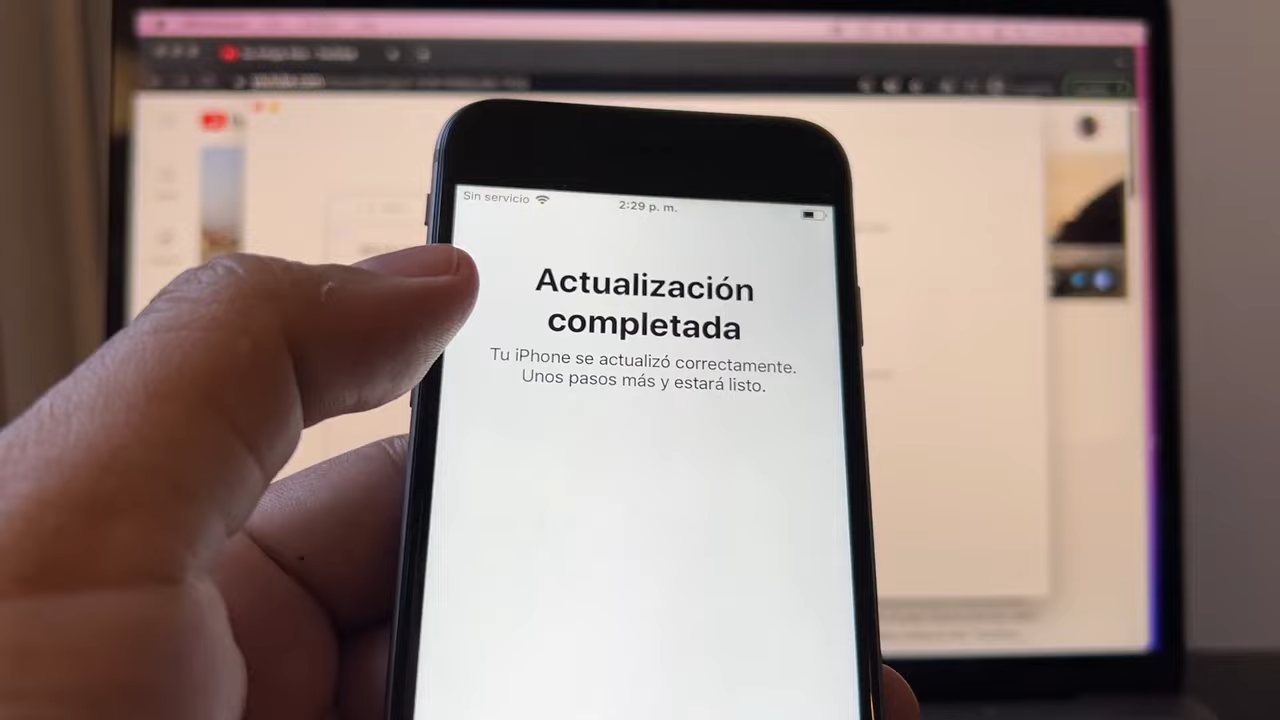 Sin servicio
2:29 p. m.
Actualización
completada
Tu iPhone se actualizó correctamente.
Unos pasos más y estará listo.